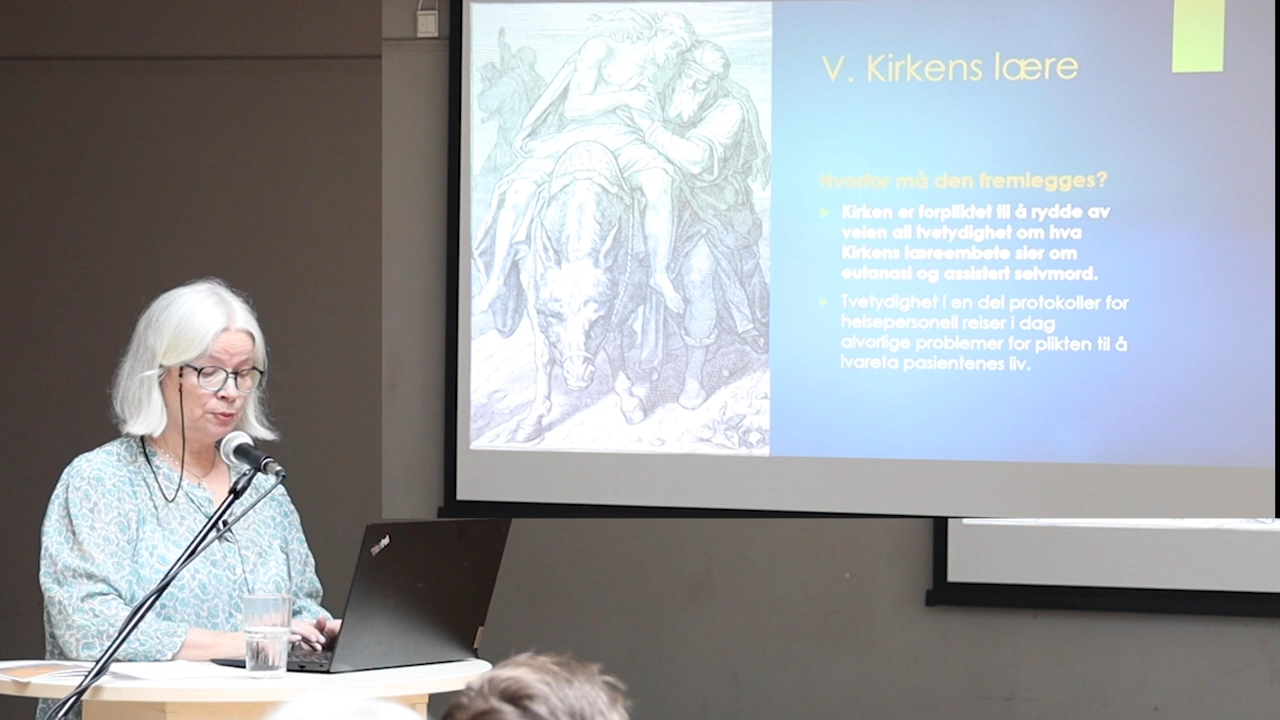 V. Kirkens lære
Hvorfor må den fremlegges?
Kirken er forpliktet til å rydde av
veien all tvetydighet om hva
Kirkens læreembete sier om
eutanasi og assistert selvmord.
Tvetydighet i en del protokoller for
helsepersonell reiser i dag
alvorlige problemer for plikten til å
ivareta pasientenes liv.
ThinkPad